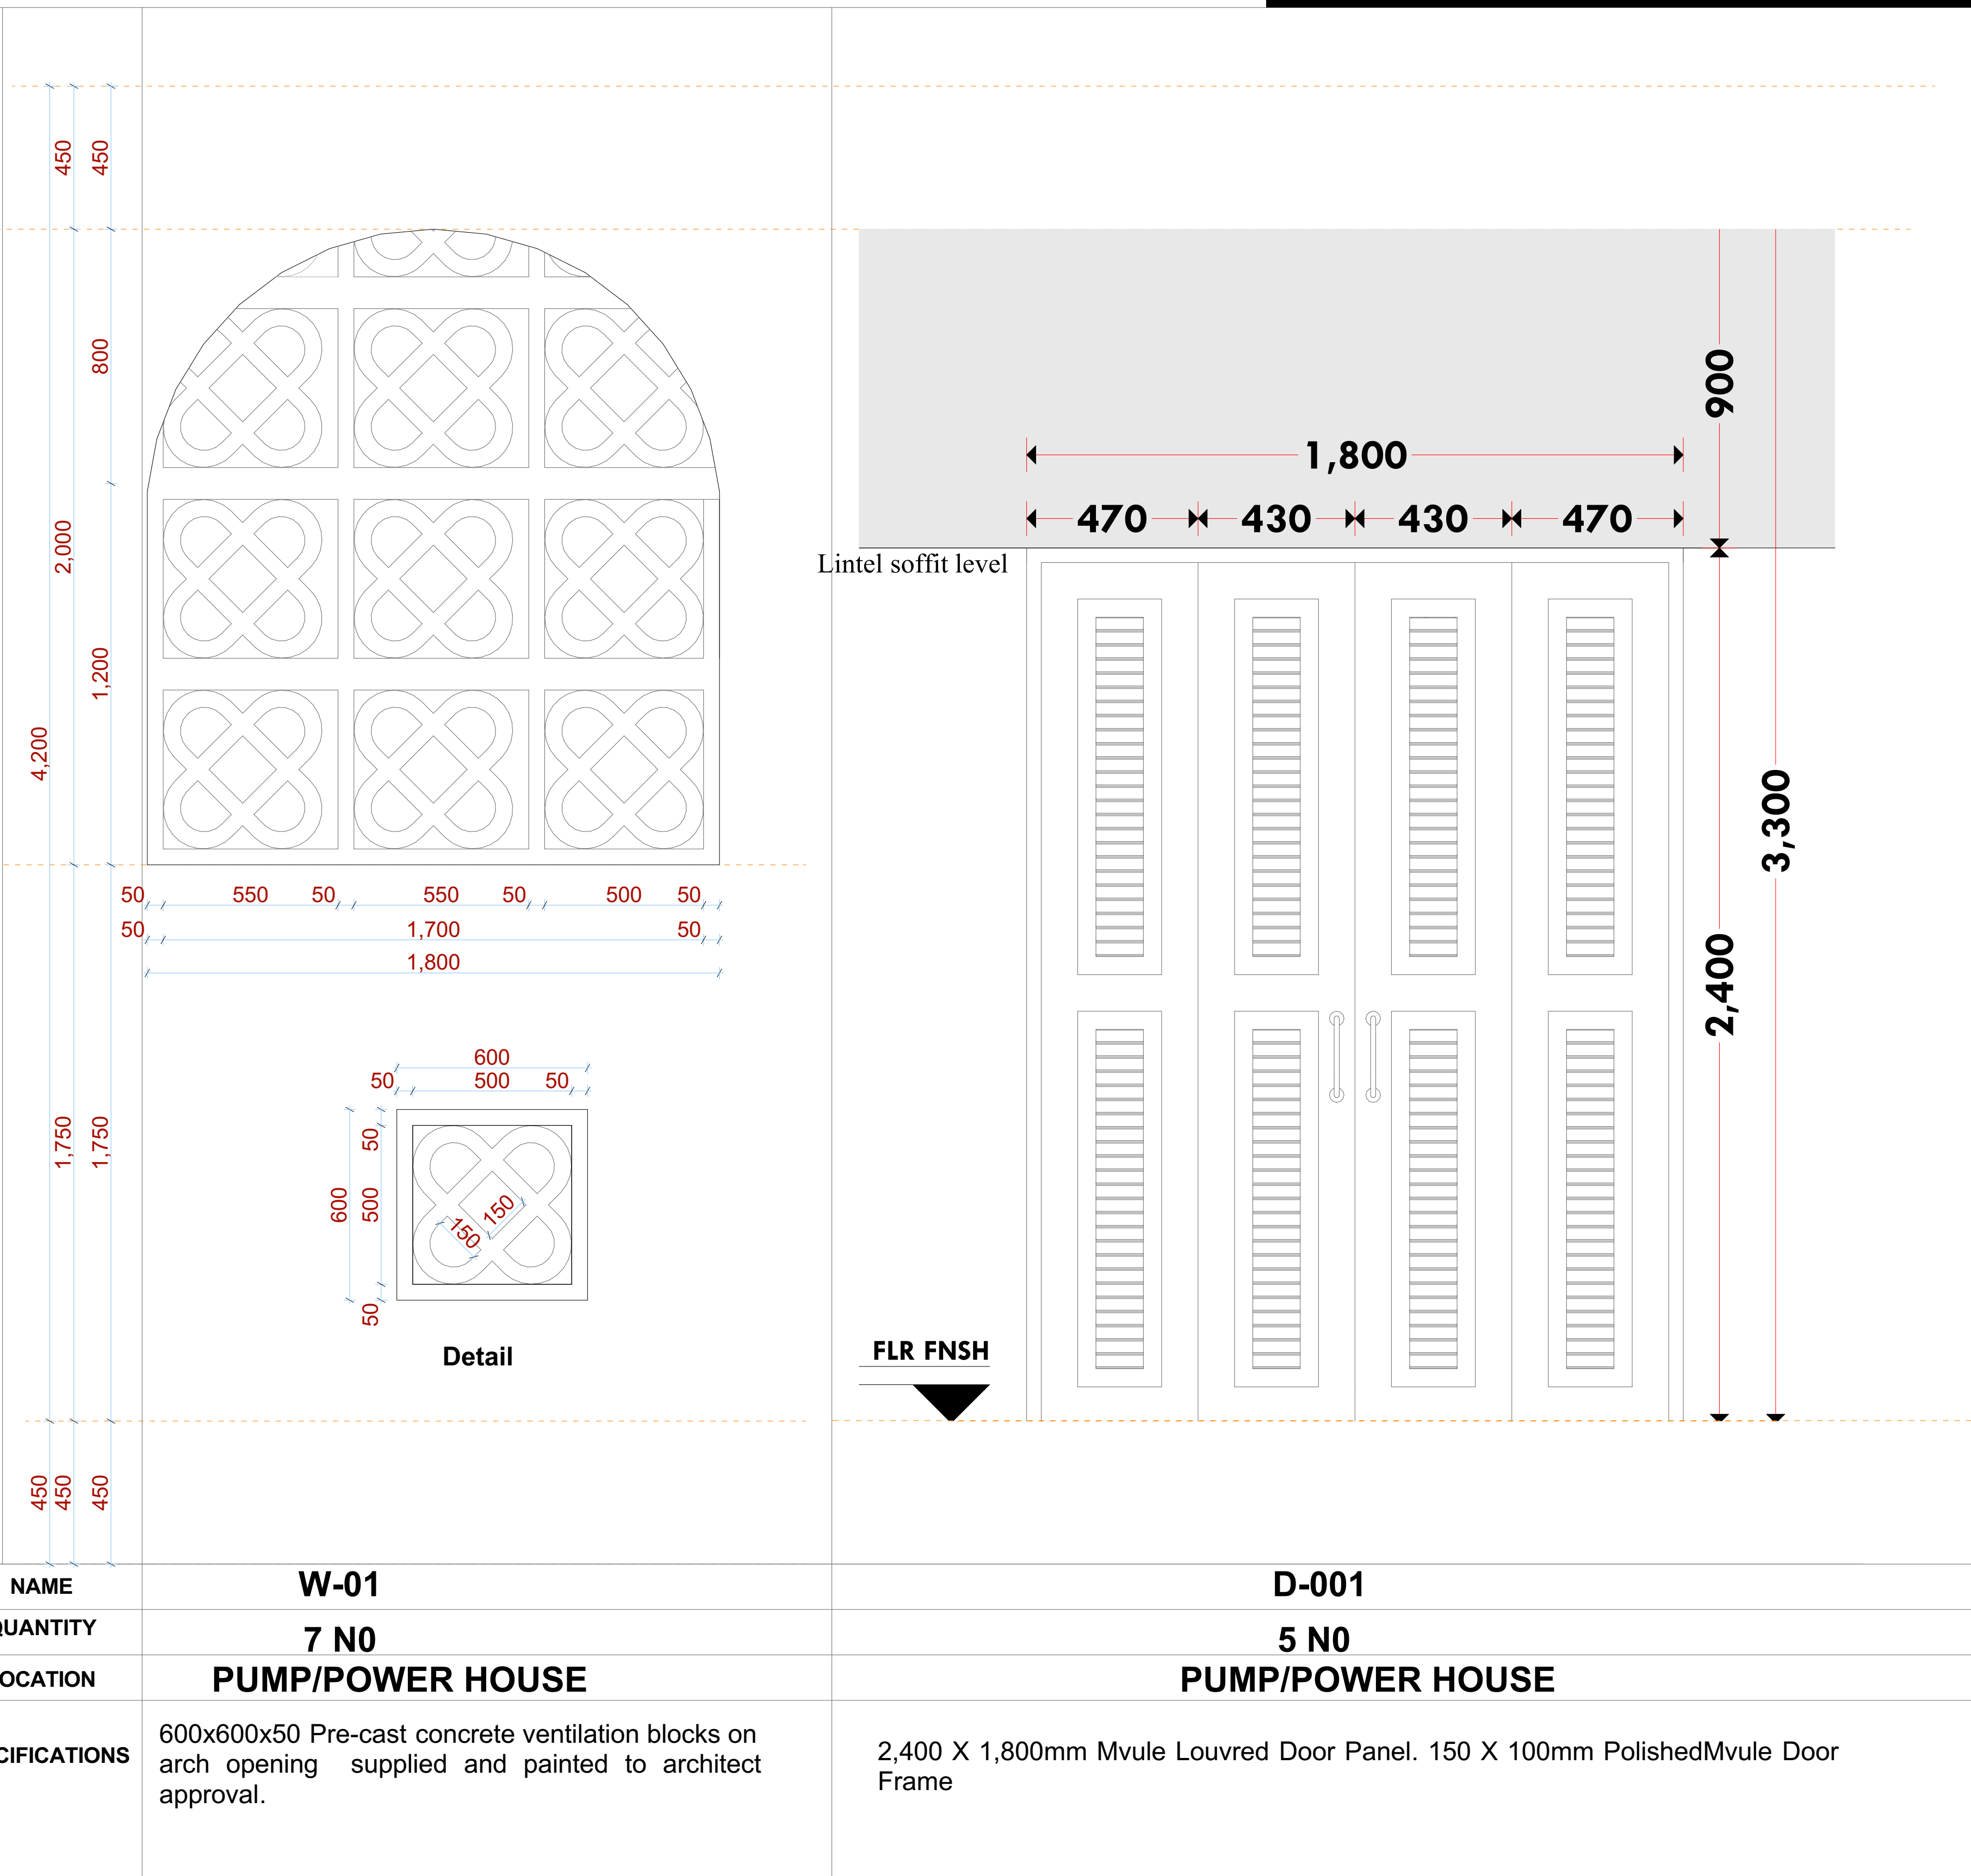 450
450
800
2,000
1,200
4,200
50
550
50
550
50
500
50
50
1,700
50
1,800
600
50
500
50
50
600
500
150
150
50
1,750
1,750
Detail
450
450
450
1,800
470
430
430
470
900
Lintel soffit level
3,300
2,400
FLR FNSH
NAME
W-01
D-001
QUANTITY
7 N0
5 N0
OCATION
PUMP/POWER HOUSE
PUMP/POWER HOUSE
CIFICATIONS
600x600x50 Pre-cast concrete ventilation blocks on
arch opening supplied and painted to architect
approval.
2,400 X 1,800mm Mvule Louvred Door Panel. 150 X 100mm PolishedMvule Door
Frame